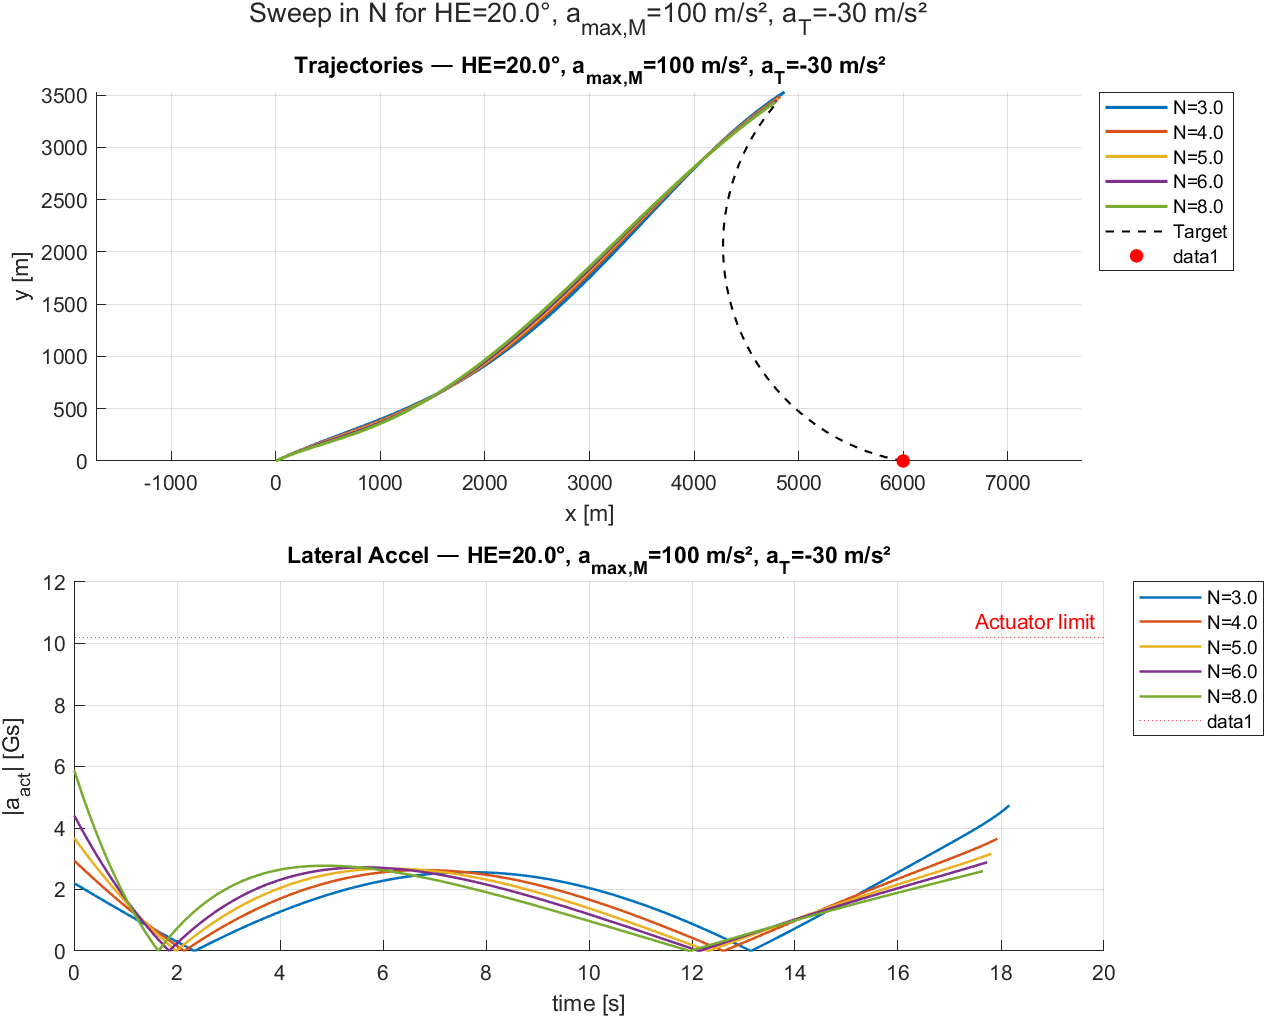 Sweep in N for HE=20.0°, a_max,M=100 m/s², a_T=-30 m/s²
Trajectories — HE=20.0°, a_max,M=100 m/s², a_T=-30 m/s²
y [m]
3500
3000
2500
2000
1500
1000
500
0
-1000
0
1000
2000
3000
4000
5000
6000
7000
x [m]
N=3.0
N=4.0
N=5.0
N=6.0
N=8.0
Target
data1
Lateral Accel — HE=20.0°, a_max,M=100 m/s², a_T=-30 m/s²
|a_act| [Gs]
12
10
8
6
4
2
0
Actuator limit
0
2
4
6
8
10
12
14
16
18
20
time [s]
N=3.0
N=4.0
N=5.0
N=6.0
N=8.0
data1